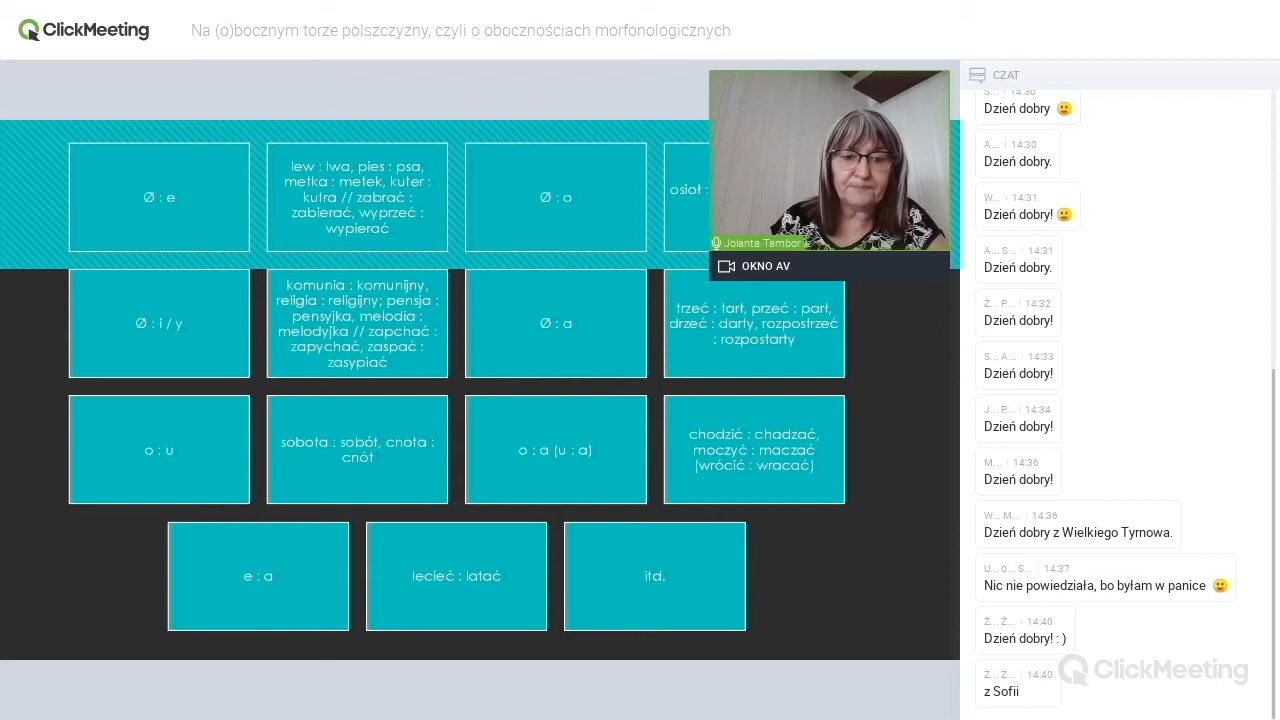 ClickMeeting
Na (o)bocznym torze polszczyzny, czyli o obocznościach morfonologicznych
Ø : e
lew : lwa, pies : psa,
metka : metek, kuter :
kutra // zabrać :
zabierać, wyprzeć :
wypierać
Ø : o
osioł :
Jolanta Tambor
OKNO AV
Ø : i / y
komunia : komunijny,
religia : religijny; pensja :
pensyjka, melodia :
melodyjka // zapchać :
zapychać, zaspać :
zasypiać
Ø : a
trzeć : tart, przeć : part,
drzeć : darty, rozpostrzeć
: rozpostarty
o : u
sobota : sobót, cnota :
cnót
o : a (u : a)
chodzić : chadzać,
moczyć : maczać
(wrócić : wracać)
e : a
lecieć : latać
itd.
CZAT
S... 14:30
Dzień dobry 🙂
A... 14:30
Dzień dobry.
W... 14:31
Dzień dobry! 🙂
A... S... 14:31
Dzień dobry.
Ż... P... 14:32
Dzień dobry!
S... A... 14:33
Dzień dobry!
J... P... 14:34
Dzień dobry!
M... 14:36
Dzień dobry!
W... M... 14:36
Dzień dobry z Wielkiego Tyrnowa.
U... o... S... 14:37
Nic nie powiedziała, bo byłam w panice 🙂
Ż... Ż... 14:40
Dzień dobry! : )
Ż... Ż... 14:40
z Sofii
ClickMeeting